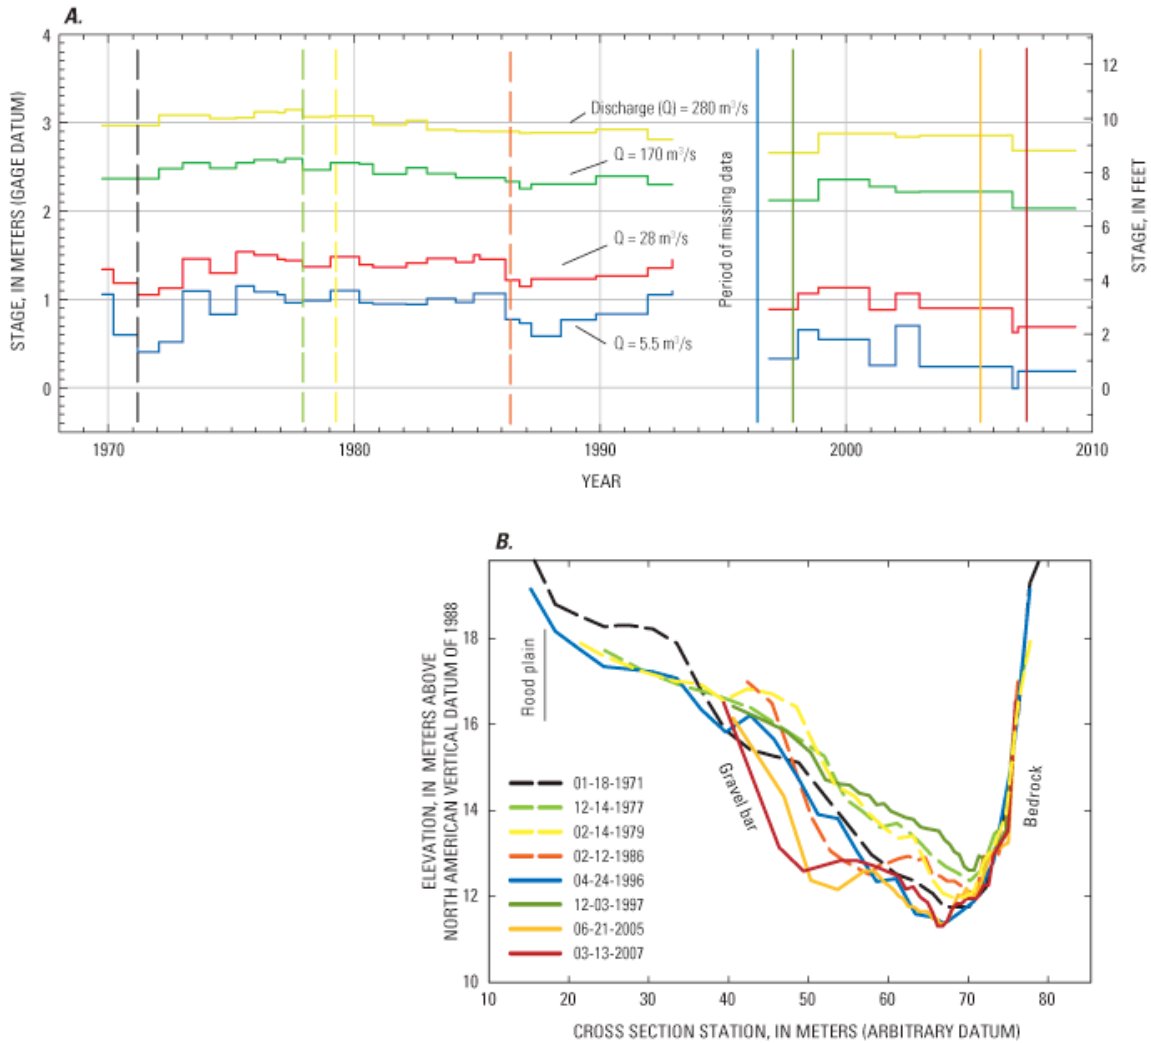 A.
4
3
2
1
0
STAGE, IN METERS (GAGE DATUM)
12
10
8
6
4
2
0
STAGE, IN FEET
Discharge (Q) = 280 m³/s
Q = 170 m³/s
Q = 28 m³/s
Q = 5.5 m³/s
Period of missing data
1970
1980
1990
2000
2010
YEAR
B.
18
16
14
12
10
ELEVATION, IN METERS ABOVE
NORTH AMERICAN VERTICAL DATUM OF 1988
Flood plain
Gravel bar
Bedrock
01-18-1971
12-14-1977
02-14-1979
02-12-1986
04-24-1996
12-03-1997
06-21-2005
03-13-2007
10
20
30
40
50
60
70
80
CROSS SECTION STATION, IN METERS (ARBITRARY DATUM)